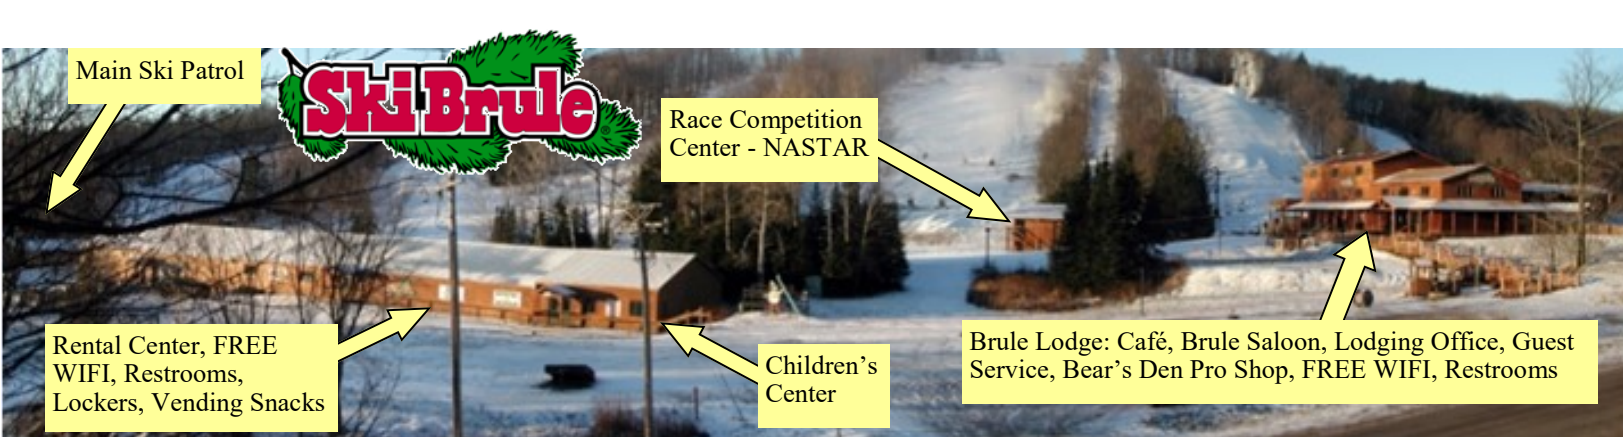 Main Ski Patrol
Ski Brule
®
Race Competition
Center - NASTAR
Rental Center, FREE
WIFI, Restrooms,
Lockers, Vending Snacks
Children’s
Center
Brule Lodge: Café, Brule Saloon, Lodging Office, Guest
Service, Bear’s Den Pro Shop, FREE WIFI, Restrooms